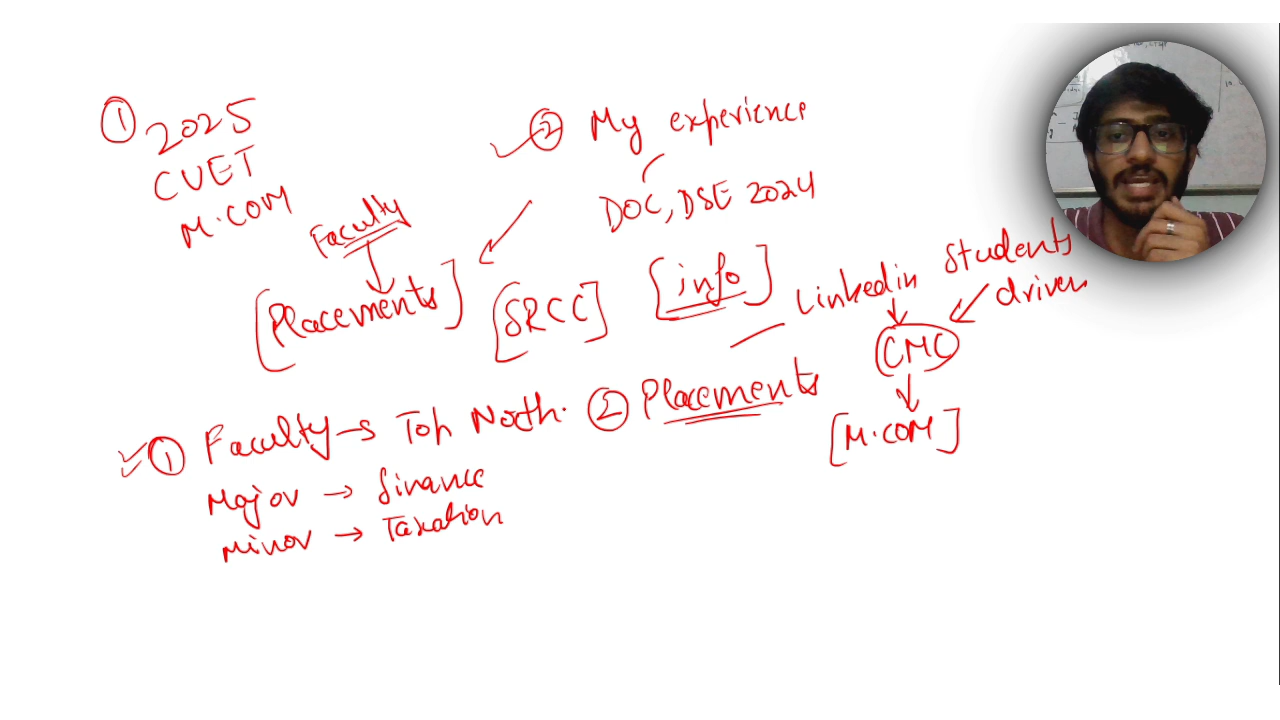 ① 2025
CUET
M.COM
② My experience
DOC, DSE 2024
Faculty
[Placements]
[SRCC]
[info]
Linkedin
Students
driven
CMC
[M.COM]
① Faculty → Top North.
② Placements
Major → finance
Minor → Taxation